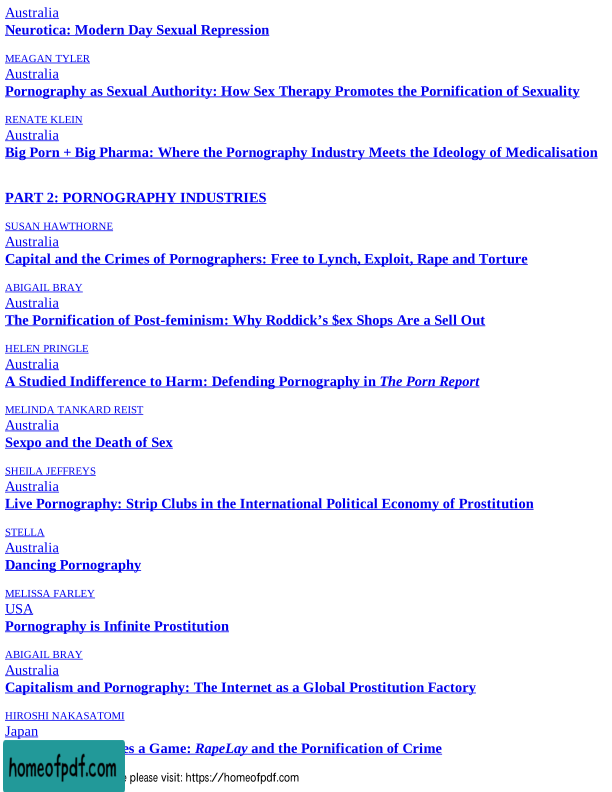 Australia
Neurotica: Modern Day Sexual Repression
MEAGAN TYLER
Australia
Pornography as Sexual Authority: How Sex Therapy Promotes the Pornification of Sexuality
RENATE KLEIN
Australia
Big Porn + Big Pharma: Where the Pornography Industry Meets the Ideology of Medicalisation
PART 2: PORNOGRAPHY INDUSTRIES
SUSAN HAWTHORNE
Australia
Capital and the Crimes of Pornographers: Free to Lynch, Exploit, Rape and Torture
ABIGAIL BRAY
Australia
The Pornification of Post-feminism: Why Roddick’s $ex Shops Are a Sell Out
HELEN PRINGLE
Australia
A Studied Indifference to Harm: Defending Pornography in The Porn Report
MELINDA TANKARD REIST
Australia
Sexpo and the Death of Sex
SHEILA JEFFREYS
Australia
Live Pornography: Strip Clubs in the International Political Economy of Prostitution
STELLA
Australia
Dancing Pornography
MELISSA FARLEY
USA
Pornography is Infinite Prostitution
ABIGAIL BRAY
Australia
Capitalism and Pornography: The Internet as a Global Prostitution Factory
HIROSHI NAKASATOMI
Japan
a Game: RapeLay and the Pornification of Crime
homeofpdf.com
please visit: https://homeofpdf.com